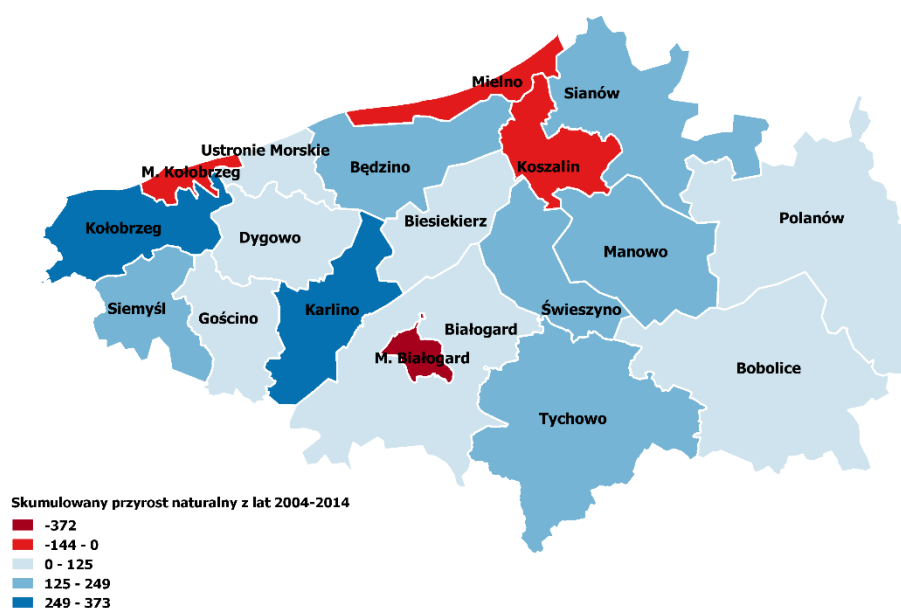 Mielno
Sianów
Ustronie Morskie
Będzino
Koszalin
M. Kołobrzeg
Polanów
Biesiekierz
Kołobrzeg
Dygowo
Manowo
Siemyśl
Gościno
Karlino
Świeszyno
Białogard
M. Białogard
Bobolice
Tychowo
Skumulowany przyrost naturalny z lat 2004-2014
-372
-144 - 0
0 - 125
125 - 249
249 - 373